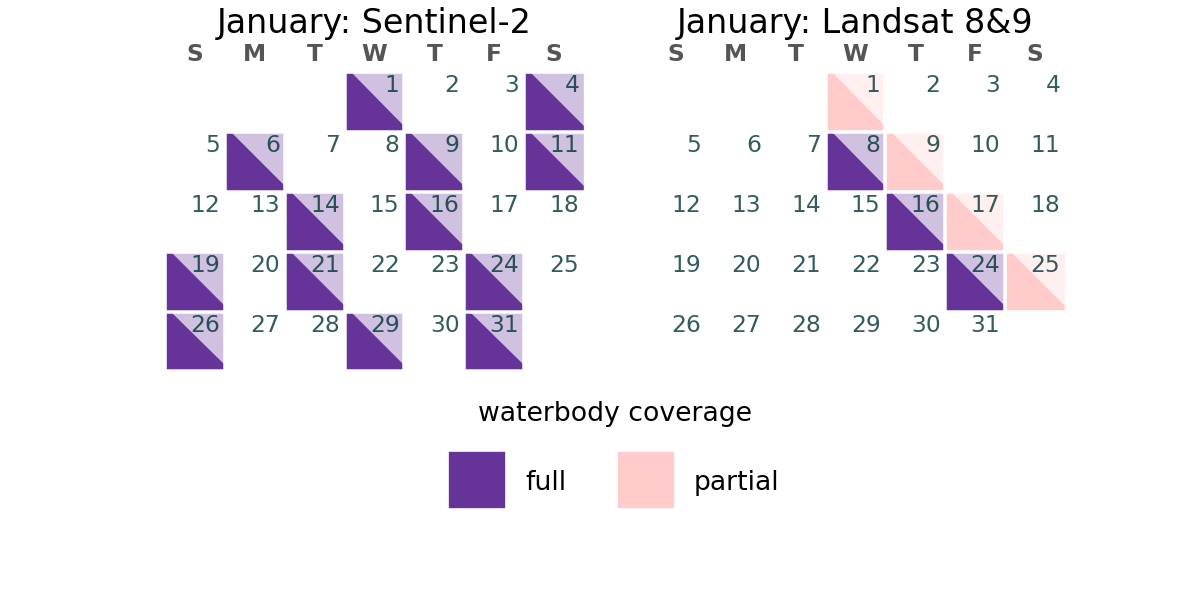 January: Sentinel-2
S M T W T F S
1 2 3 4
5 6 7 8 9 10 11
12 13 14 15 16 17 18
19 20 21 22 23 24 25
26 27 28 29 30 31
January: Landsat 8&9
S M T W T F S
1 2 3 4
5 6 7 8 9 10 11
12 13 14 15 16 17 18
19 20 21 22 23 24 25
26 27 28 29 30 31
waterbody coverage
full
partial